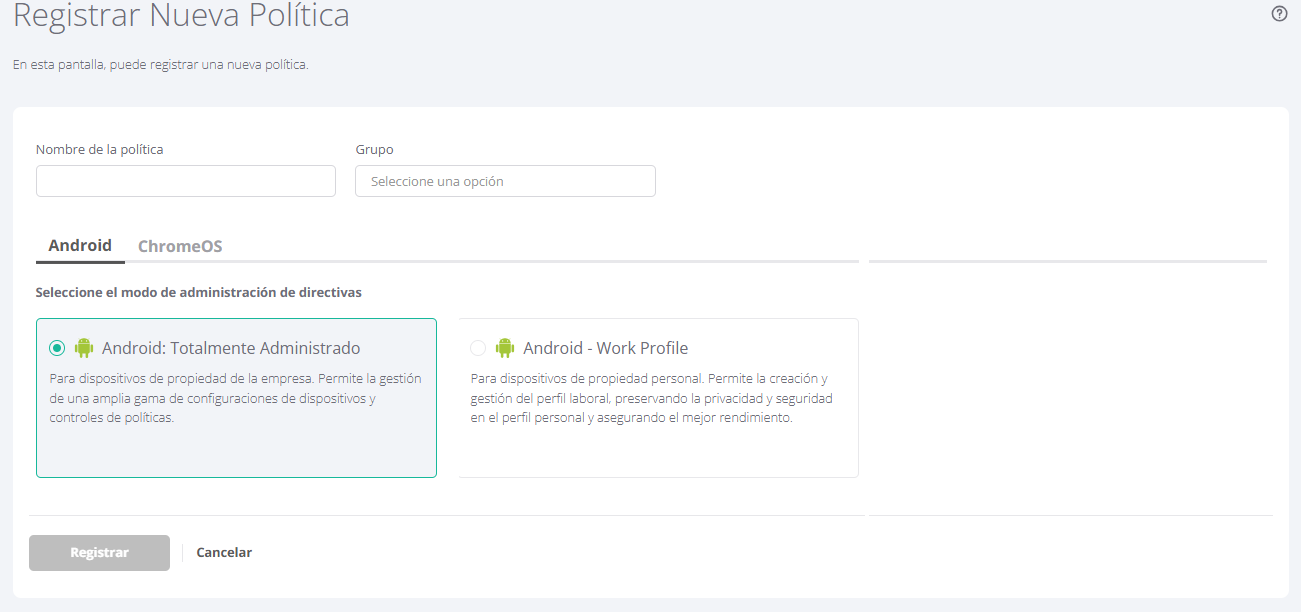 Registrar Nueva Política
En esta pantalla, puede registrar una nueva política.
Nombre de la política
Grupo
Seleccione una opción
Android
ChromeOS
Seleccione el modo de administración de directivas
Android: Totalmente Administrado
Para dispositivos de propiedad de la empresa. Permite la gestión
de una amplia gama de configuraciones de dispositivos y
controles de políticas.
Android - Work Profile
Para dispositivos de propiedad personal. Permite la creación y
gestión del perfil laboral, preservando la privacidad y seguridad
en el perfil personal y asegurando el mejor rendimiento.
Registrar
Cancelar